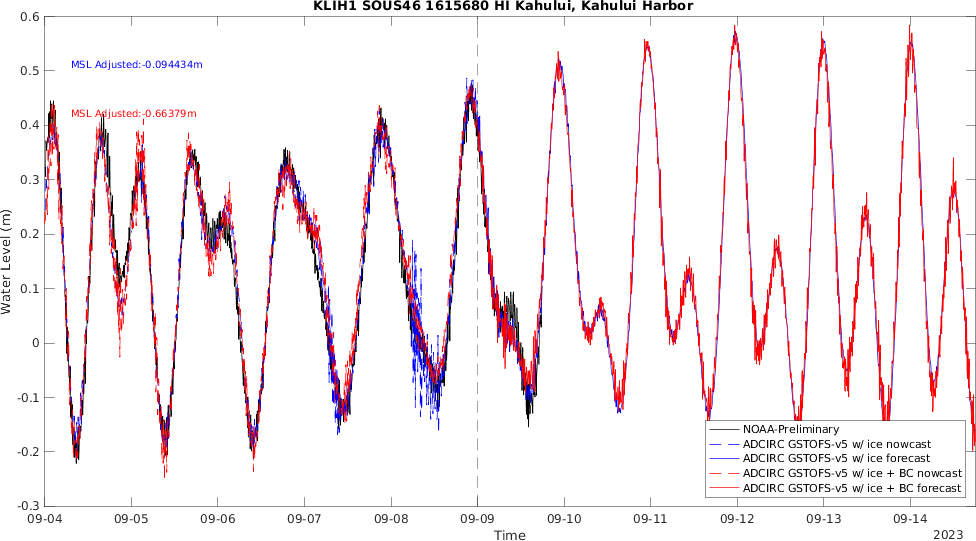 KLIH1 SOUS46 1615680 HI Kahului, Kahului Harbor
0.6
0.5
0.4
0.3
0.2
0.1
0
-0.1
-0.2
-0.3
Water Level (m)
MSL Adjusted:-0.094434m
MSL Adjusted:-0.66379m
NOAA-Preliminary
ADCIRC GSTOFS-v5 w/ ice nowcast
ADCIRC GSTOFS-v5 w/ ice forecast
ADCIRC GSTOFS-v5 w/ ice + BC nowcast
ADCIRC GSTOFS-v5 w/ ice + BC forecast
09-04 09-05 09-06 09-07 09-08 09-09 09-10 09-11 09-12 09-13 09-14
2023
Time